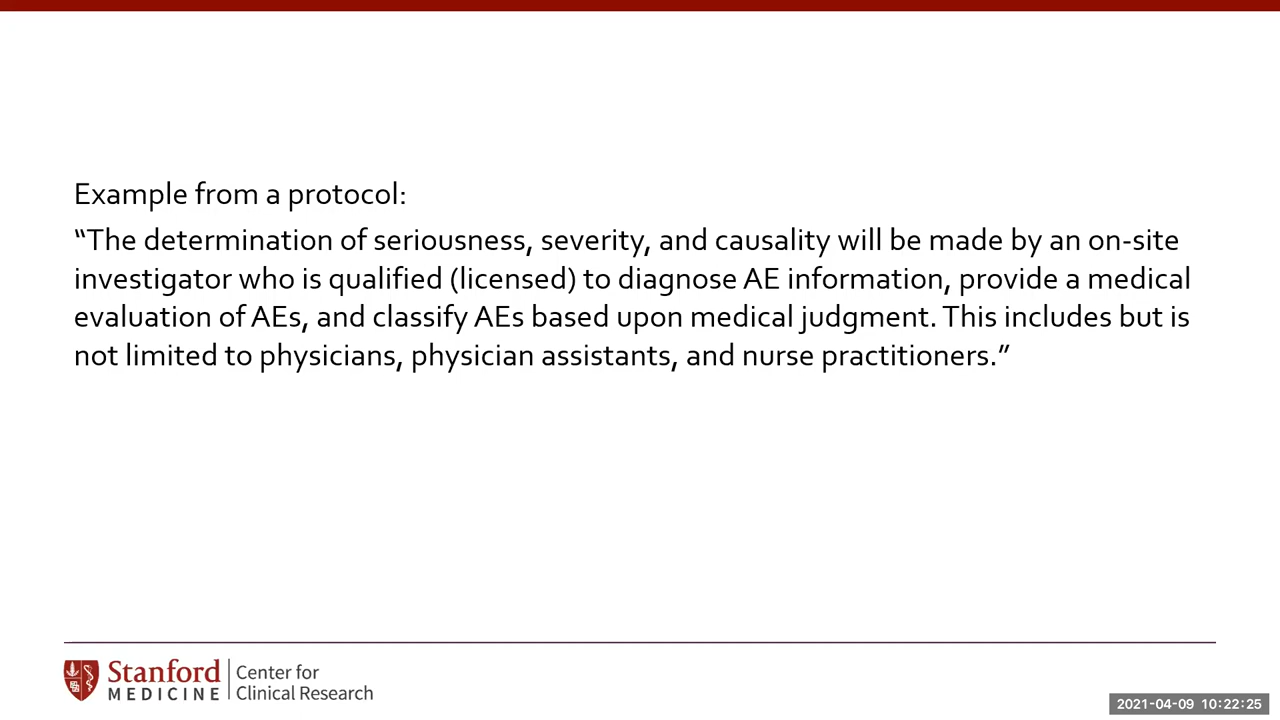 Example from a protocol:
“The determination of seriousness, severity, and causality will be made by an on-site
investigator who is qualified (licensed) to diagnose AE information, provide a medical
evaluation of AEs, and classify AEs based upon medical judgment. This includes but is
not limited to physicians, physician assistants, and nurse practitioners.”
Stanford
MEDICINE
Center for
Clinical Research
2021-04-09 10:22:25